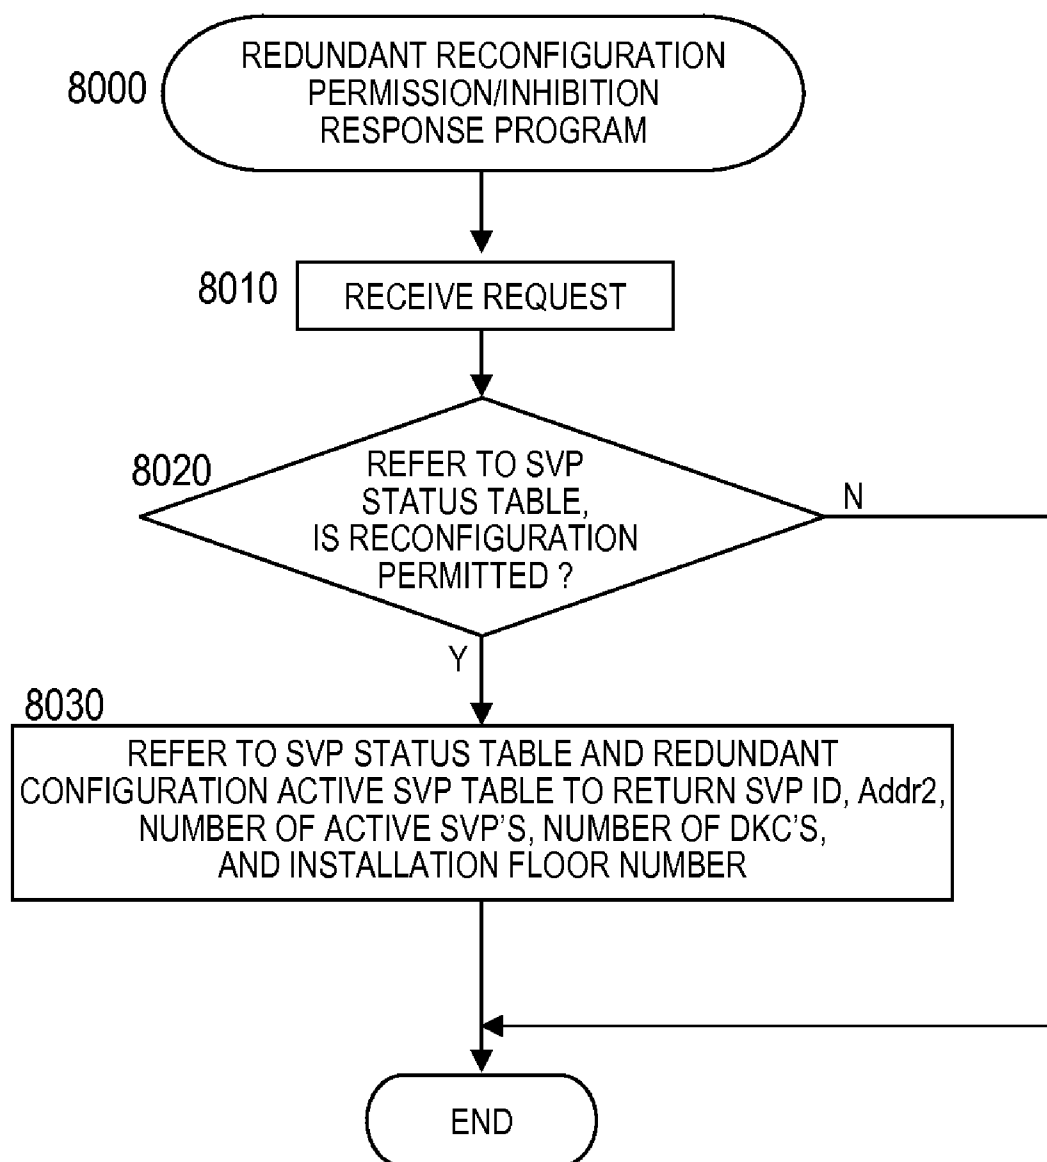 8000
REDUNDANT RECONFIGURATION
PERMISSION/INHIBITION
RESPONSE PROGRAM
8010
RECEIVE REQUEST
8020
REFER TO SVP
STATUS TABLE,
IS RECONFIGURATION
PERMITTED ?
N
Y
8030
REFER TO SVP STATUS TABLE AND REDUNDANT
CONFIGURATION ACTIVE SVP TABLE TO RETURN SVP ID, Addr2,
NUMBER OF ACTIVE SVP'S, NUMBER OF DKC'S,
AND INSTALLATION FLOOR NUMBER
END